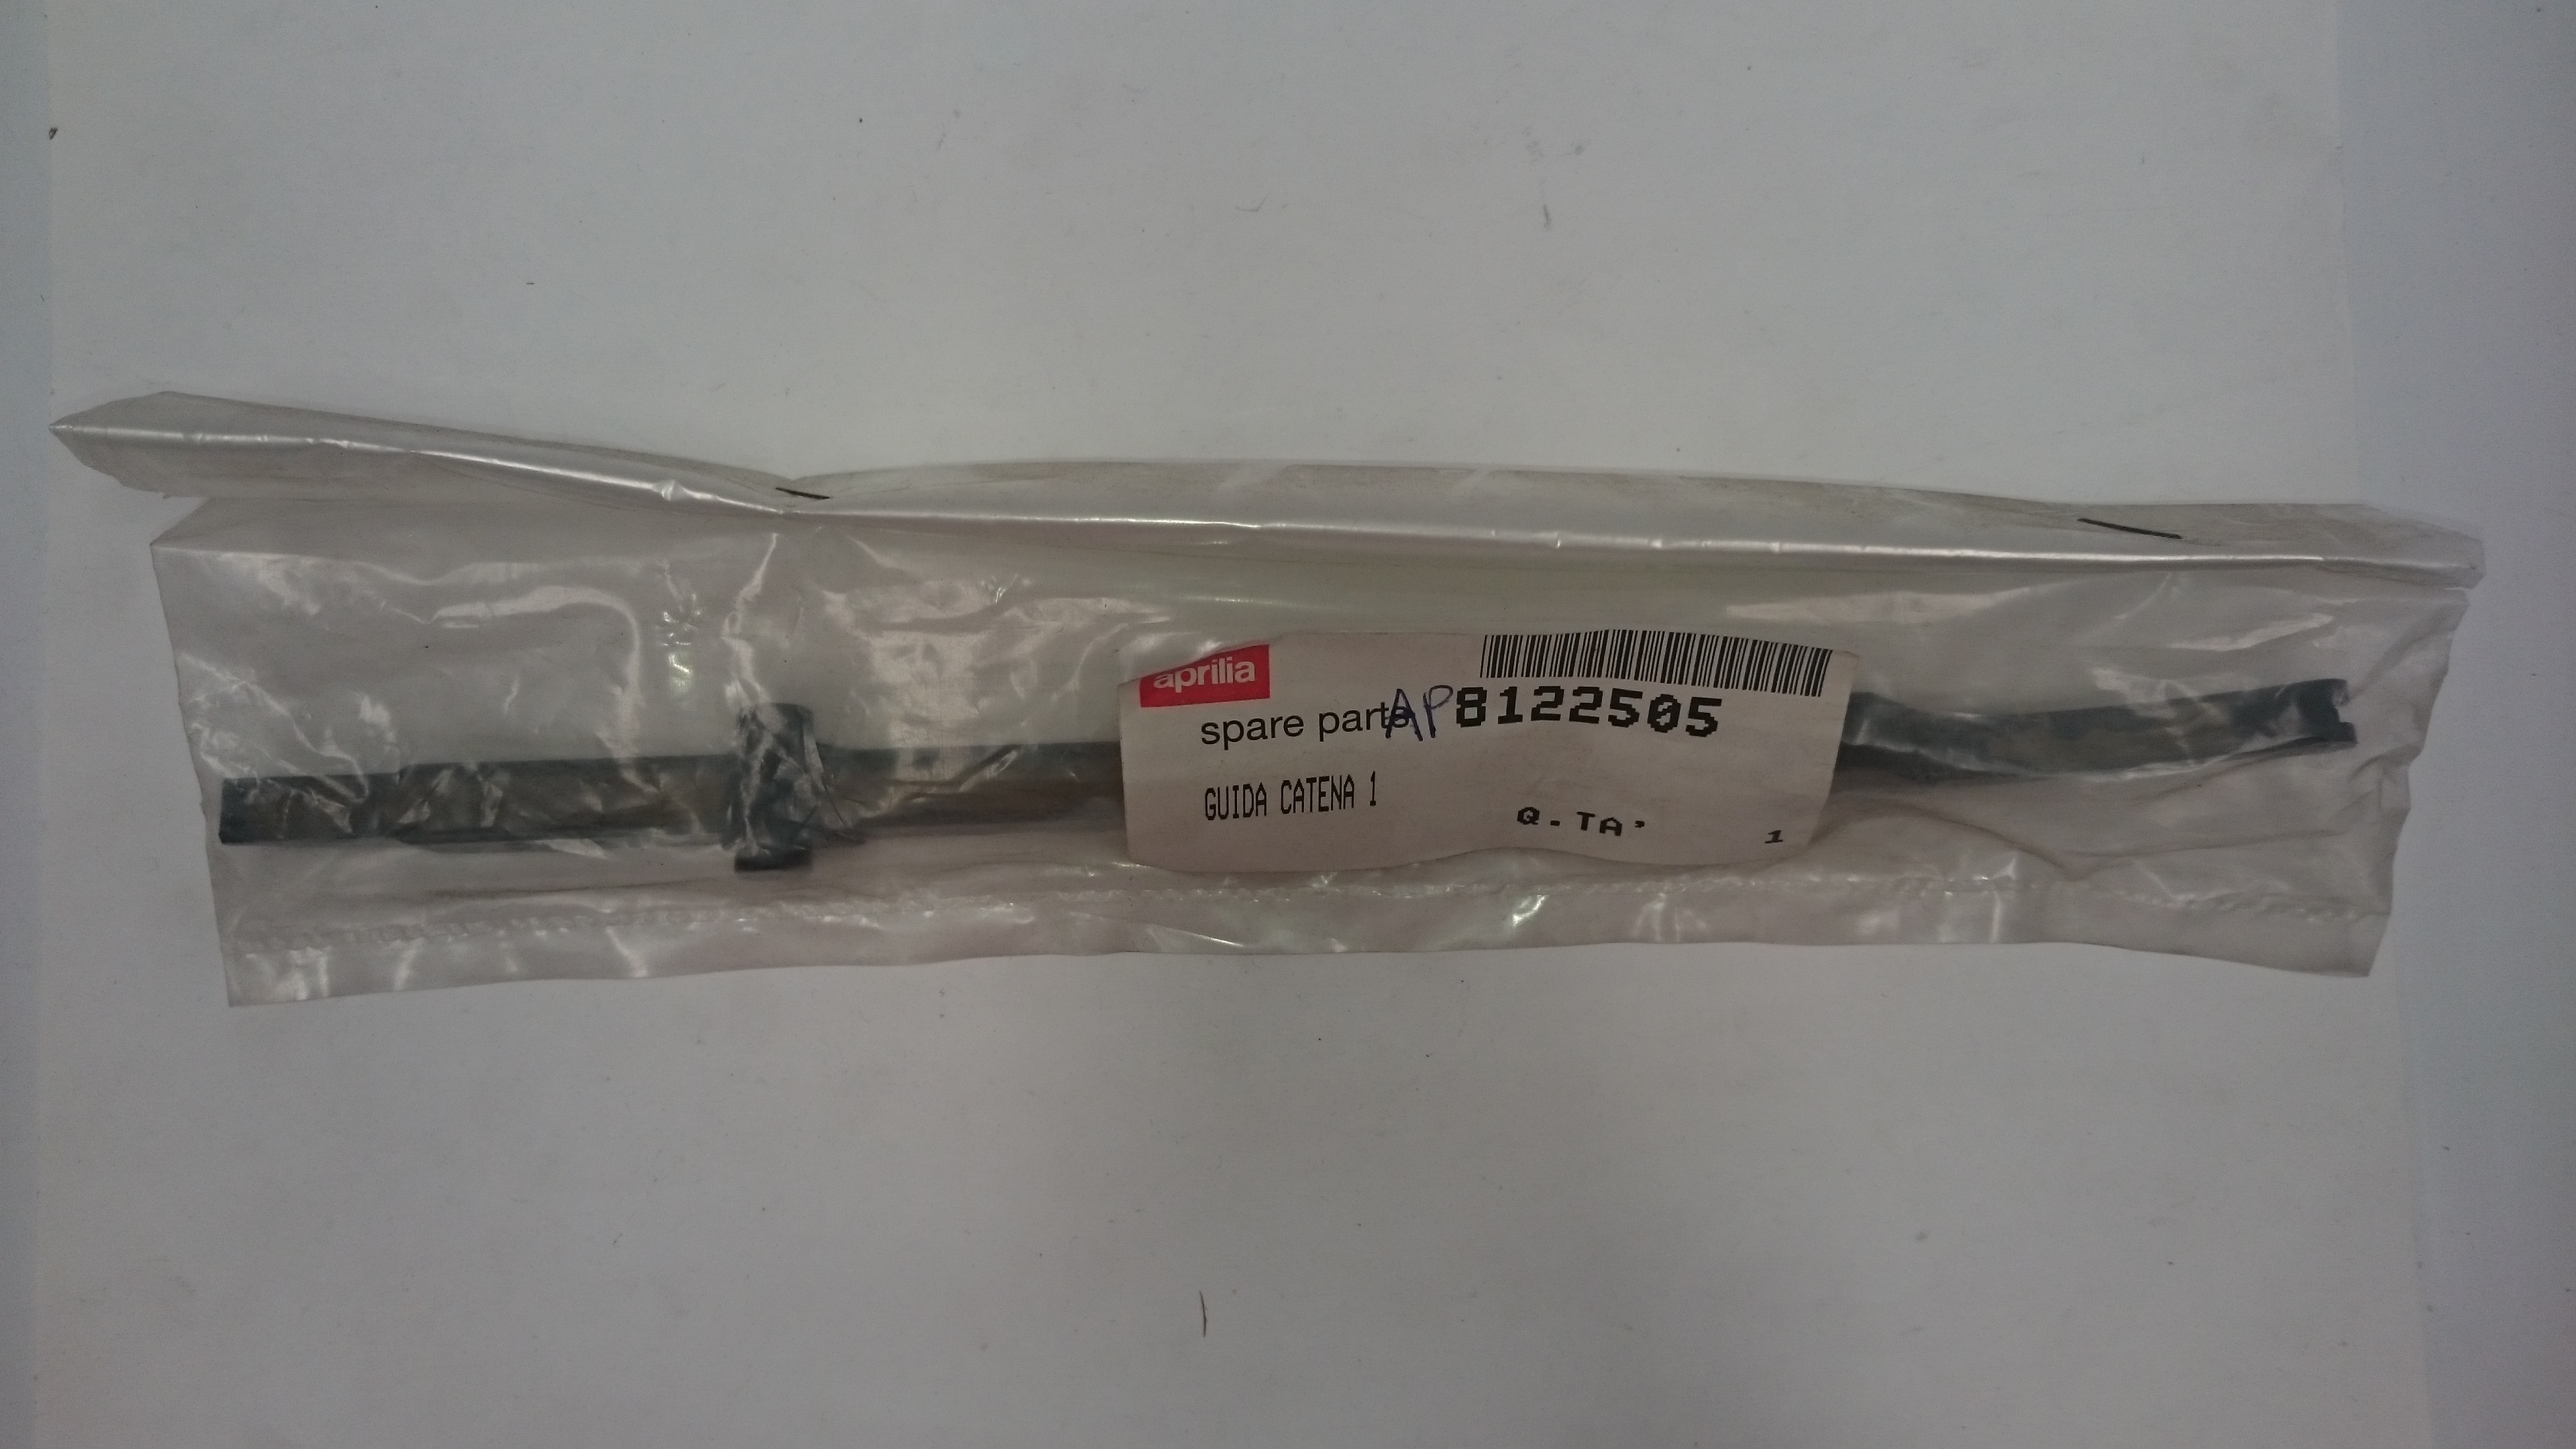 aprilia
spare parts AP8122505
GUIDA CATENA 1
Q.TA' 1